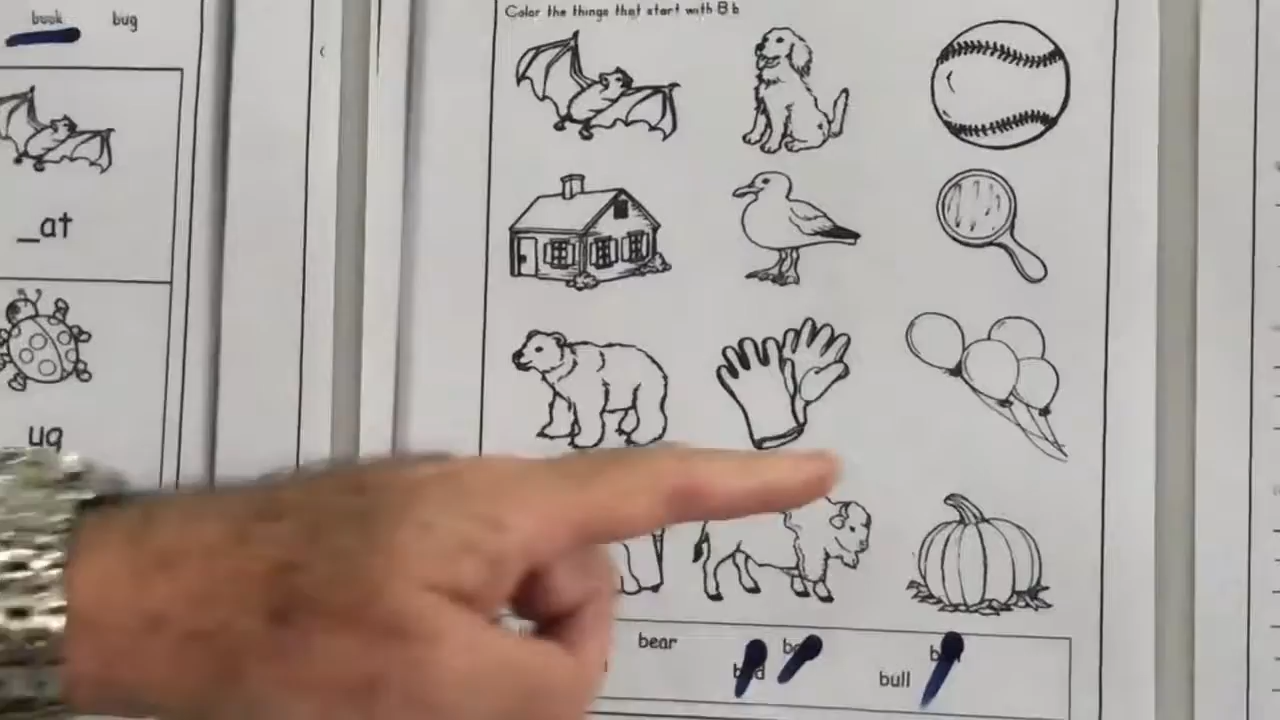 book bug
Color the things that start with B b
_at
ug
bear
bull